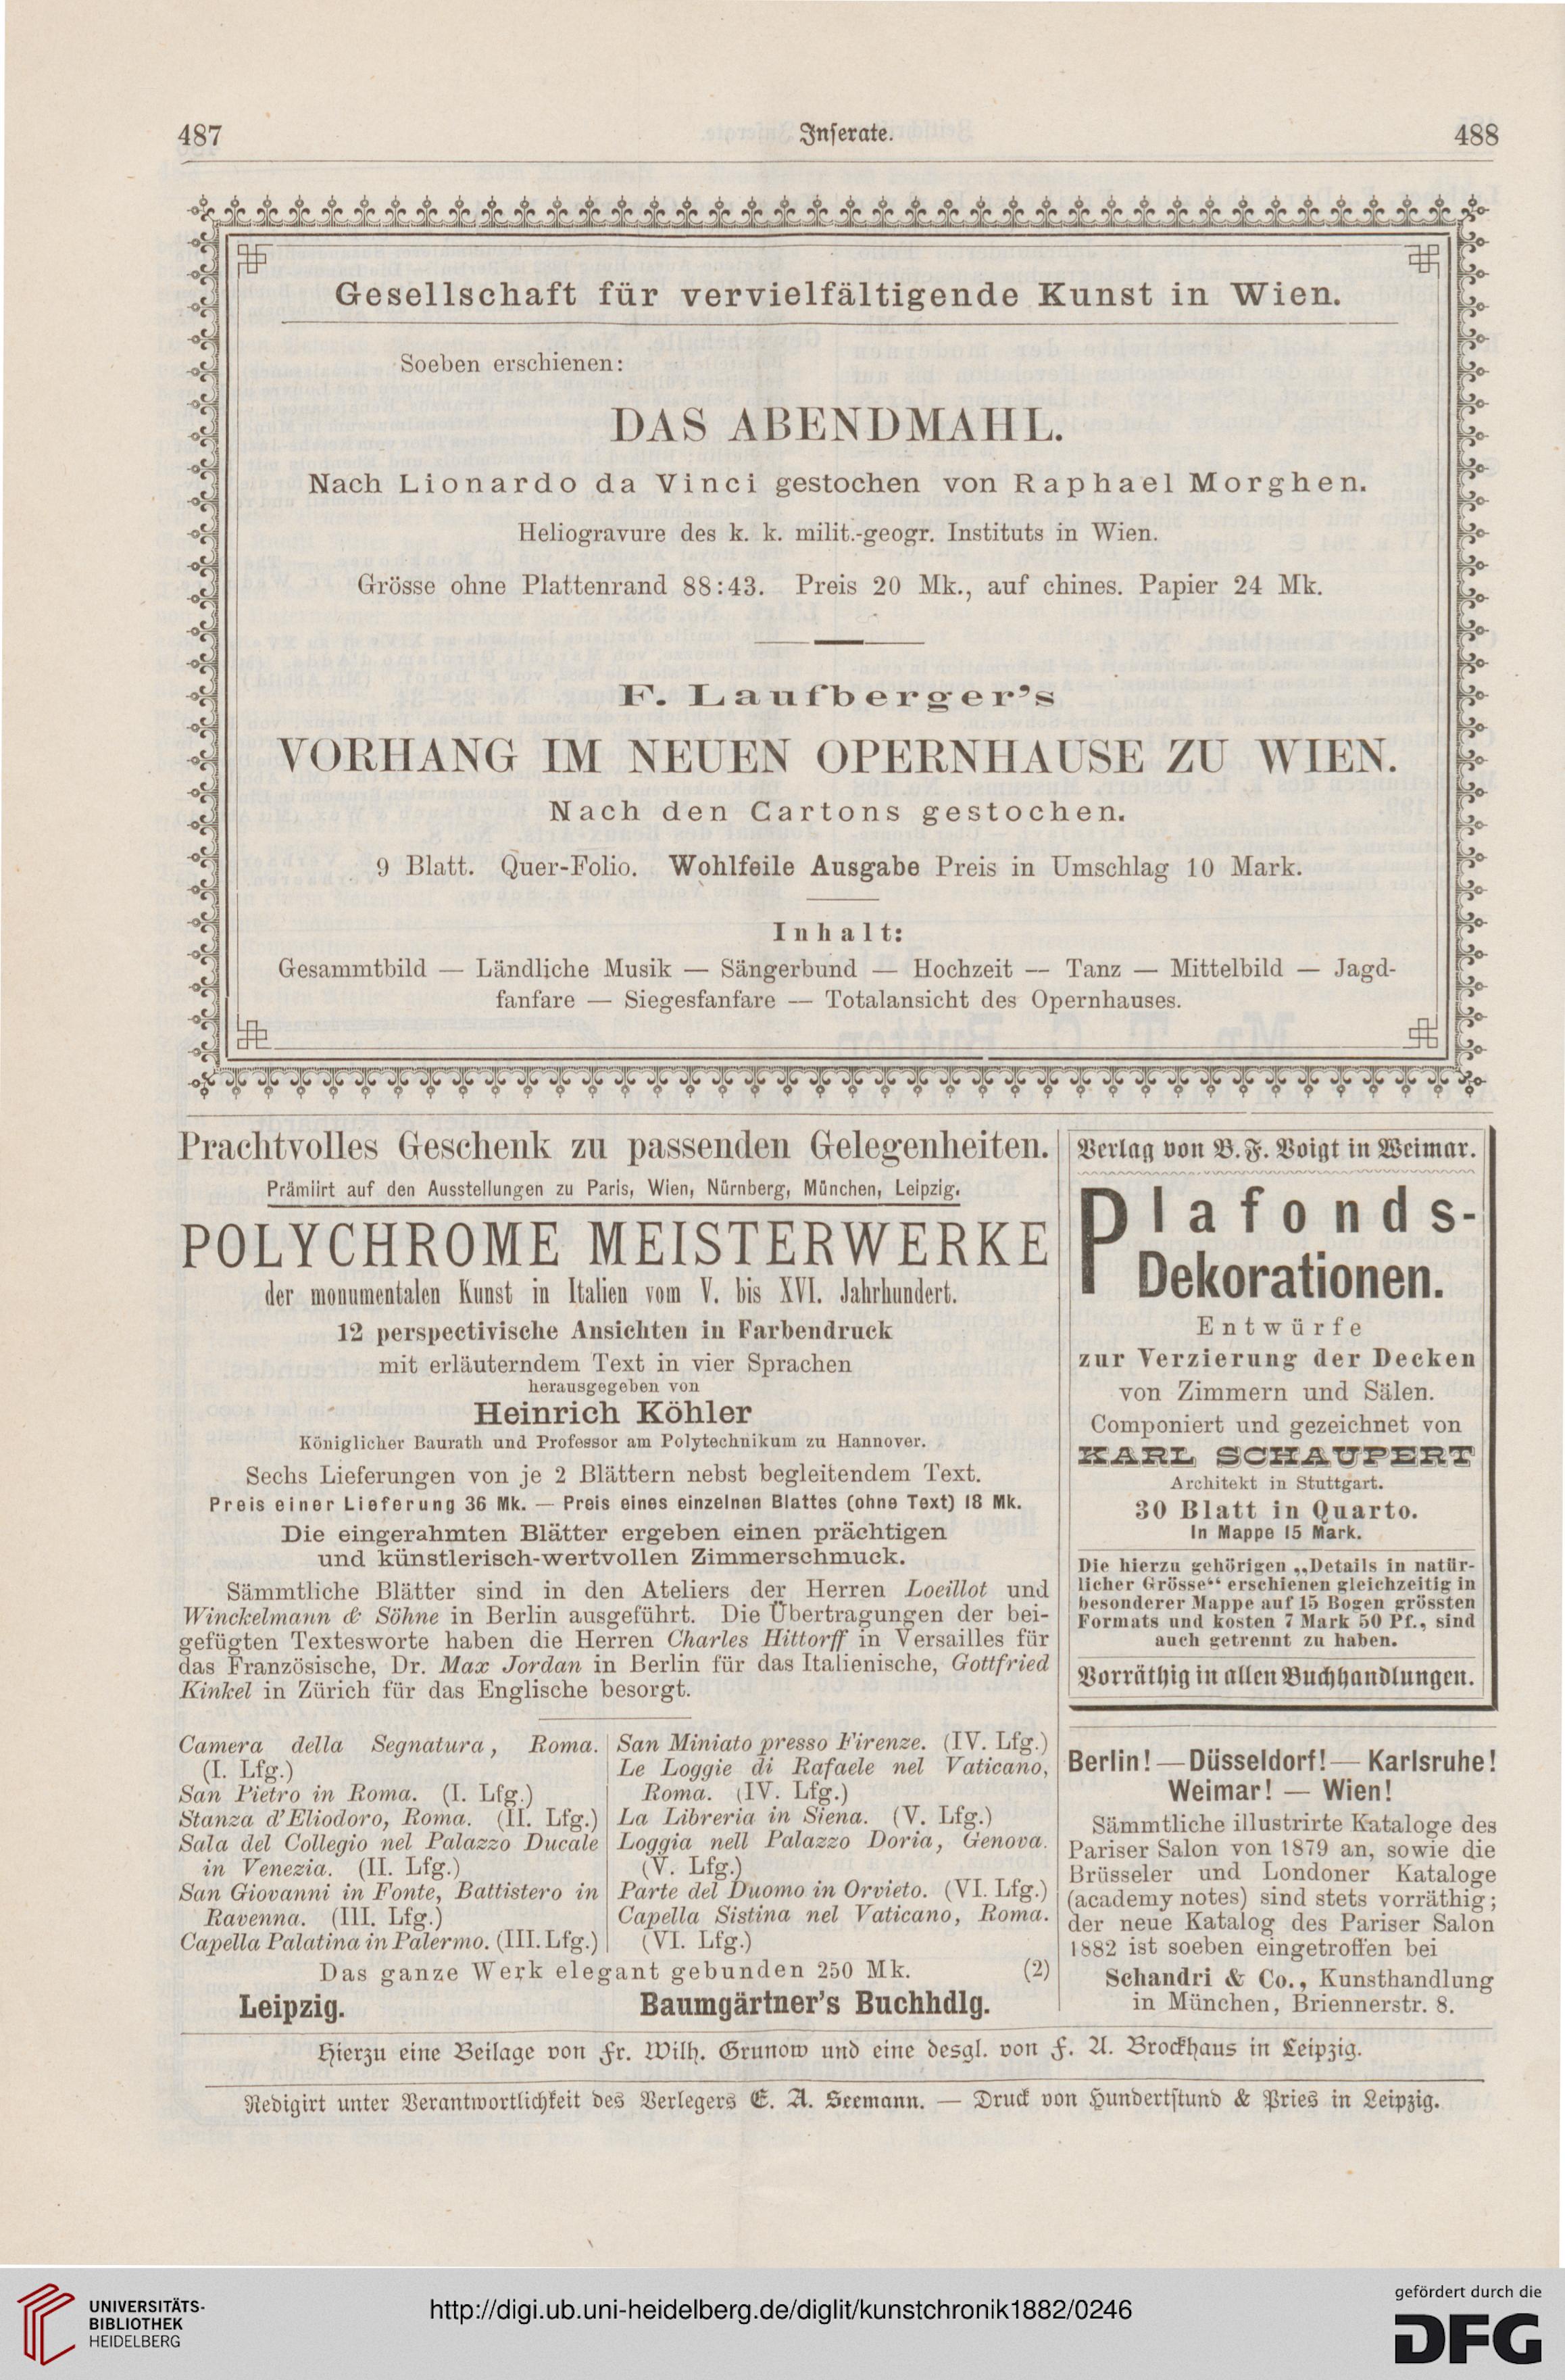 487
Inſerate.
488
Gesellschaft für vervielfältigende Kunst in Wien.
Soeben erschienen:
DAS ABENDMAHL.
Nach Lionardo da Vinci gestochen von Raphael Morghen.
Heliogravure des k. k. milit.-geogr. Instituts in Wien.
Grösse ohne Plattenrand 88:43. Preis 20 Mk., auf chines. Papier 24 Mk.
F. Laufberger's
VORHANG IM NEUEN OPERNHAUSE ZU WIEN.
Nach den Cartons gestochen.
9 Blatt. Quer-Folio. Wohlfeile Ausgabe Preis in Umschlag 10 Mark.
Inhalt:
Gesammtbild — Ländliche Musik — Sängerbund — Hochzeit — Tanz — Mittelbild — Jagd-
fanfare — Siegesfanfare — Totalansicht des Opernhauses.
Prachtvolles Geschenk zu passenden Gelegenheiten.
Prämiirt auf den Ausstellungen zu Paris, Wien, Nürnberg, München, Leipzig.
POLYCHROME MEISTERWERKE
der monumentalen Kunst in Italien vom V. bis XVI. Jahrhundert.
12 perspectivische Ansichten in Farbendruck
mit erläuterndem Text in vier Sprachen
herausgegeben von
Heinrich Köhler
Königlicher Baurath und Professor am Polytechnikum zu Hannover.
Sechs Lieferungen von je 2 Blättern nebst begleitendem Text.
Preis einer Lieferung 36 Mk. — Preis eines einzelnen Blattes (ohne Text) 18 Mk.
Die eingerahmten Blätter ergeben einen prächtigen
und künstlerisch-wertvollen Zimmerschmuck.
Sämmtliche Blätter sind in den Ateliers der Herren Loeillot und
Winckelmann & Söhne in Berlin ausgeführt. Die Übertragungen der bei-
gefügten Textesworte haben die Herren Charles Hittorff in Versailles für
das Französische, Dr. Max Jordan in Berlin für das Italienische, Gottfried
Kinkel in Zürich für das Englische besorgt.
Camera della Segnatura, Roma.
(I. Lfg.)
San Pietro in Roma. (I. Lfg.)
Stanza d'Eliodoro, Roma. (II. Lfg.)
Sala del Collegio nel Palazzo Ducale
in Venezia. (II. Lfg.)
San Giovanni in Fonte, Battistero in
Ravenna. (III. Lfg.)
Capella Palatina in Palermo. (III. Lfg.)
San Miniato presso Firenze. (IV. Lfg.)
Le Loggie di Rafaele nel Vaticano,
Roma. (IV. Lfg.)
La Libreria in Siena. (V. Lfg.)
Loggia nell Palazzo Doria, Genova.
(V. Lfg.)
Parte del Duomo in Orvieto. (VI. Lfg.)
Capella Sistina nel Vaticano, Roma.
(VI. Lfg.)
Das ganze Werk elegant gebunden 250 Mk. (2)
Leipzig. Baumgärtner's Buchhdlg.
Verlag von B. F. Voigt in Weimar.
Plafonds-
Dekorationen.
Entwürfe
zur Verzierung der Decken
von Zimmern und Sälen.
Componiert und gezeichnet von
KARL SCHAUPERT
Architekt in Stuttgart.
30 Blatt in Quarto.
In Mappe 15 Mark.
Die hierzu gehörigen „Details in natür-
licher Grösse“ erschienen gleichzeitig in
besonderer Mappe auf 15 Bogen grössten
Formats und kosten 7 Mark 50 Pf., sind
auch getrennt zu haben.
Vorräthig in allen Buchhandlungen.
Berlin! — Düsseldorf! — Karlsruhe!
Weimar! — Wien!
Sämmtliche illustrirte Kataloge des
Pariser Salon von 1879 an, sowie die
Brüsseler und Londoner Kataloge
(academy notes) sind stets vorräthig;
der neue Katalog des Pariser Salon
1882 ist soeben eingetroffen bei
Schandri & Co., Kunsthandlung
in München, Briennerstr. 8.
Hierzu eine Beilage von Fr. Wilh. Grunow und eine desgl. von F. A. Brockhaus in Leipzig.
Redigirt unter Verantwortlichkeit des Verlegers E. A. Seemann. — Druck von Hundertſtund & Pries in Leipzig.
UNIVERSITÄTS-
BIBLIOTHEK
HEIDELBERG
http://digi.ub.uni-heidelberg.de/diglit/kunstchronik1882/0246
gefördert durch die
DFG